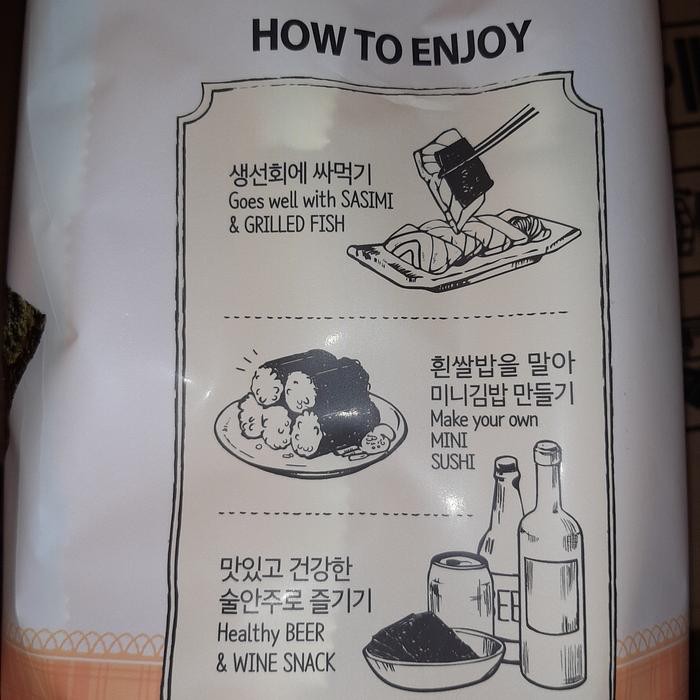 HOW TO ENJOY
생선회에 싸먹기
Goes well with SASIMI
& GRILLED FISH
흰쌀밥을 말아
미니김밥 만들기
Make your own
MINI
SUSHI
맛있고 건강한
술안주로 즐기기
Healthy BEER
& WINE SNACK